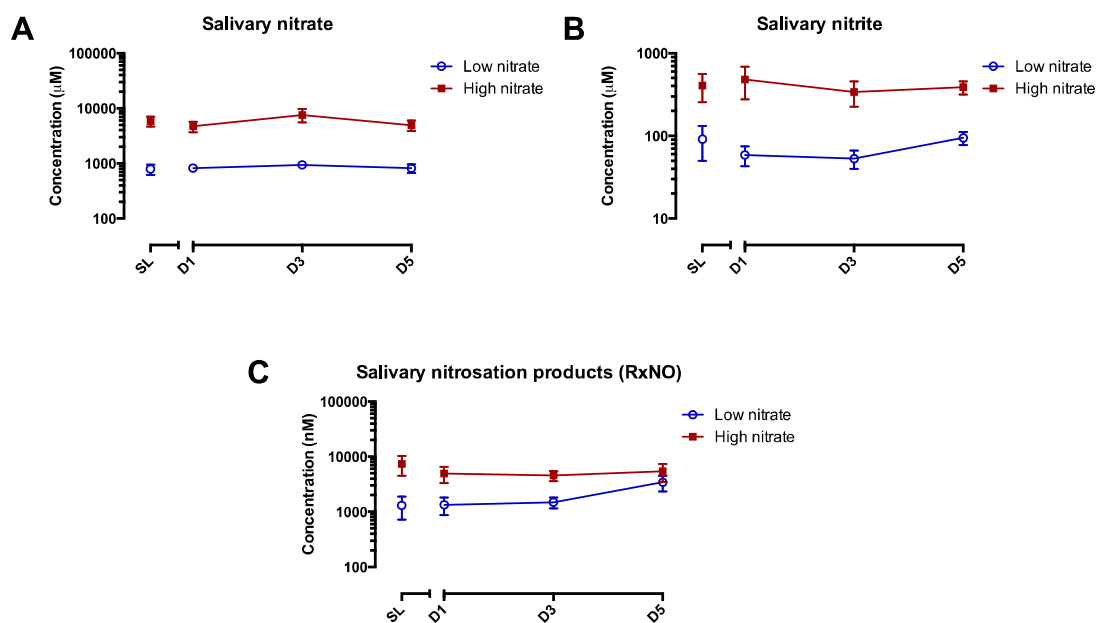 A
Salivary nitrate
Concentration (µM)
100000
10000
1000
100
SL
D1
D3
D5
Low nitrate
High nitrate
B
Salivary nitrite
Concentration (µM)
1000
100
10
SL
D1
D3
D5
Low nitrate
High nitrate
C
Salivary nitrosation products (RxNO)
Concentration (nM)
100000
10000
1000
100
SL
D1
D3
D5
Low nitrate
High nitrate